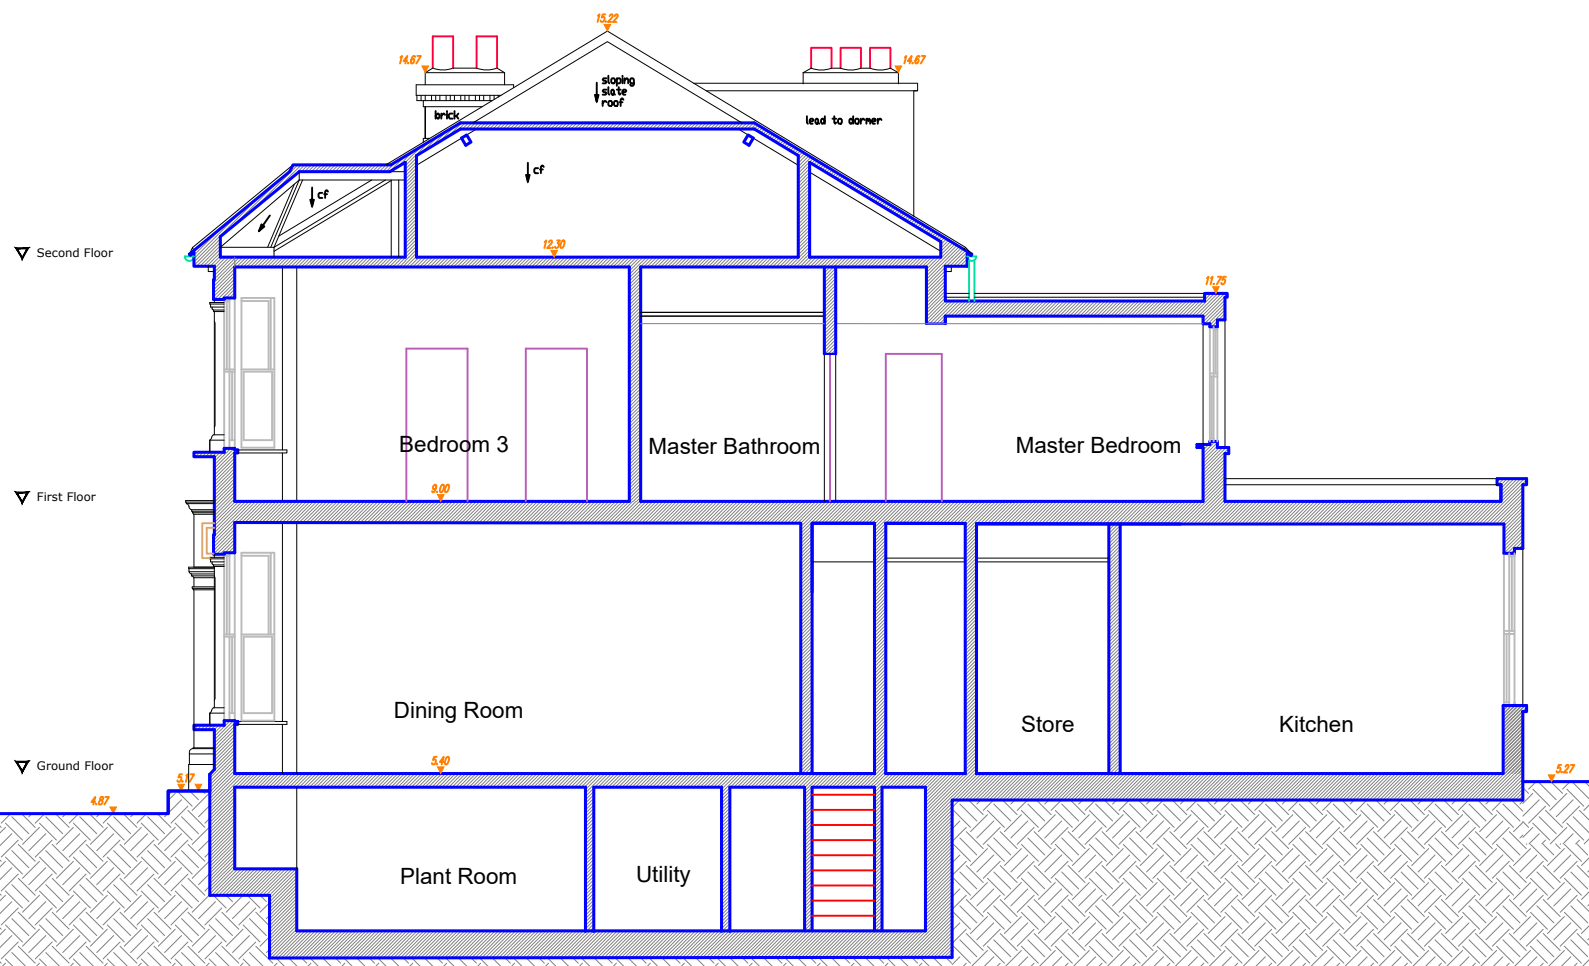 15.22
14.67
14.67
sloping
slate
roof
brick
lead to dormer
cf
cf
Second Floor
12.30
11.75
Bedroom 3
Master Bathroom
Master Bedroom
First Floor
9.00
Dining Room
Store
Kitchen
Ground Floor
5.40
5.17
5.27
4.87
Plant Room
Utility